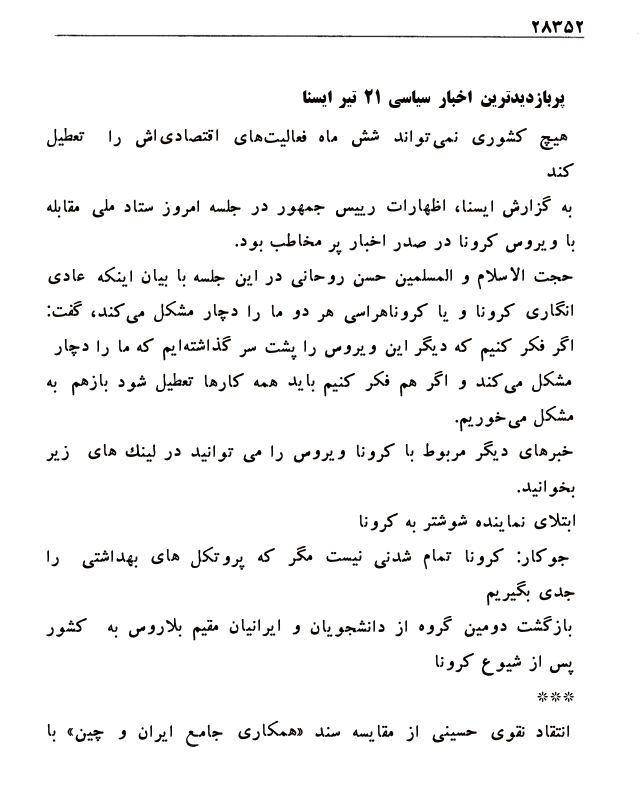 ۲۸۳۵۲
پربازدیدترین اخبار سیاسی ۲۱ تیر ایسنا
هیچ کشوری نمی‌تواند شش ماه فعالیت‌های اقتصادی‌اش را تعطیل
کند
به گزارش ایسنا، اظهارات رییس جمهور در جلسه امروز ستاد ملی مقابله
با ویروس کرونا در صدر اخبار پر مخاطب بود.
حجت الاسلام و المسلمین حسن روحانی در این جلسه با بیان اینکه عادی
انگاری کرونا و یا کروناهراسی هر دو ما را دچار مشکل می‌کند، گفت:
اگر فکر کنیم که دیگر این ویروس را پشت سر گذاشته‌ایم که ما را دچار
مشکل می‌کند و اگر هم فکر کنیم باید همه کارها تعطیل شود بازهم به
مشکل می‌خوریم.
خبرهای دیگر مربوط با کرونا ویروس را می توانید در لینك های زیر
بخوانید.
ابتلای نماینده شوشتر به کرونا
جوکار: کرونا تمام شدنی نیست مگر که پروتکل های بهداشتی را
جدی بگیریم
بازگشت دومین گروه از دانشجویان و ایرانیان مقیم بلاروس به کشور
پس از شیوع کرونا
***
انتقاد نقوی حسینی از مقایسه سند «همکاری جامع ایران و چین» با